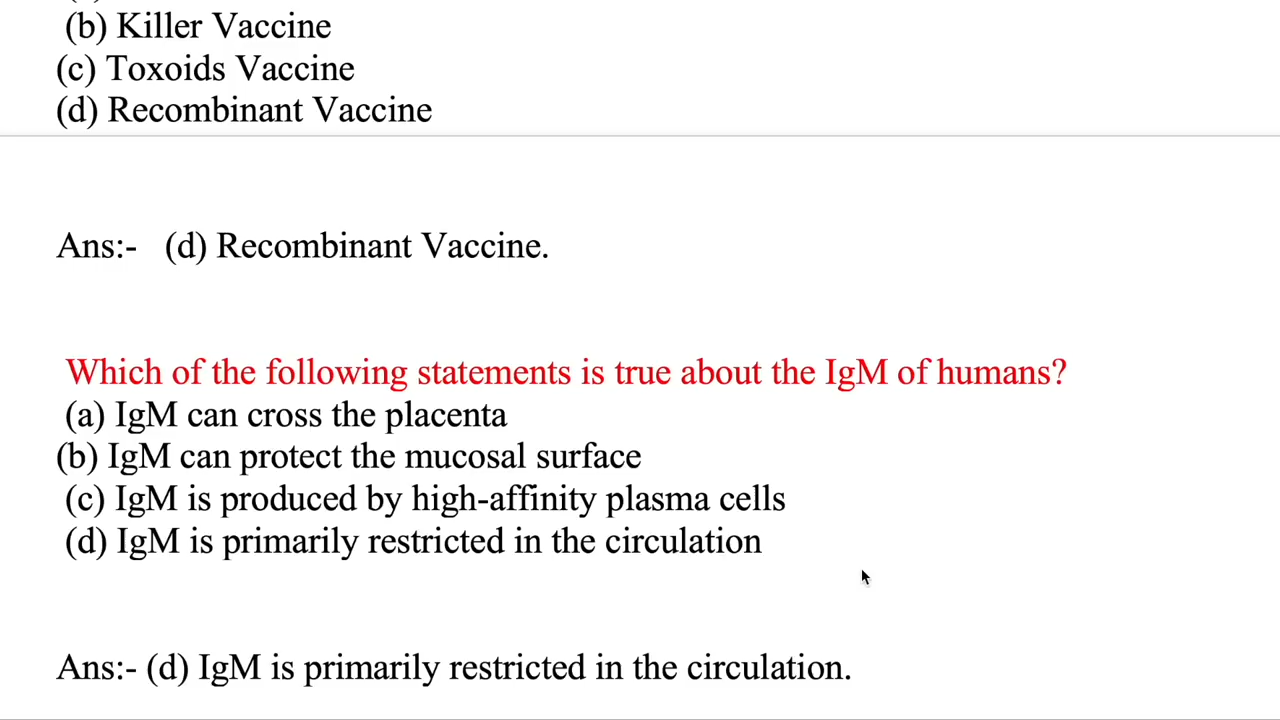 (b) Killer Vaccine
(c) Toxoids Vaccine
(d) Recombinant Vaccine
Ans:- (d) Recombinant Vaccine.
Which of the following statements is true about the IgM of humans?
(a) IgM can cross the placenta
(b) IgM can protect the mucosal surface
(c) IgM is produced by high-affinity plasma cells
(d) IgM is primarily restricted in the circulation
Ans:- (d) IgM is primarily restricted in the circulation.